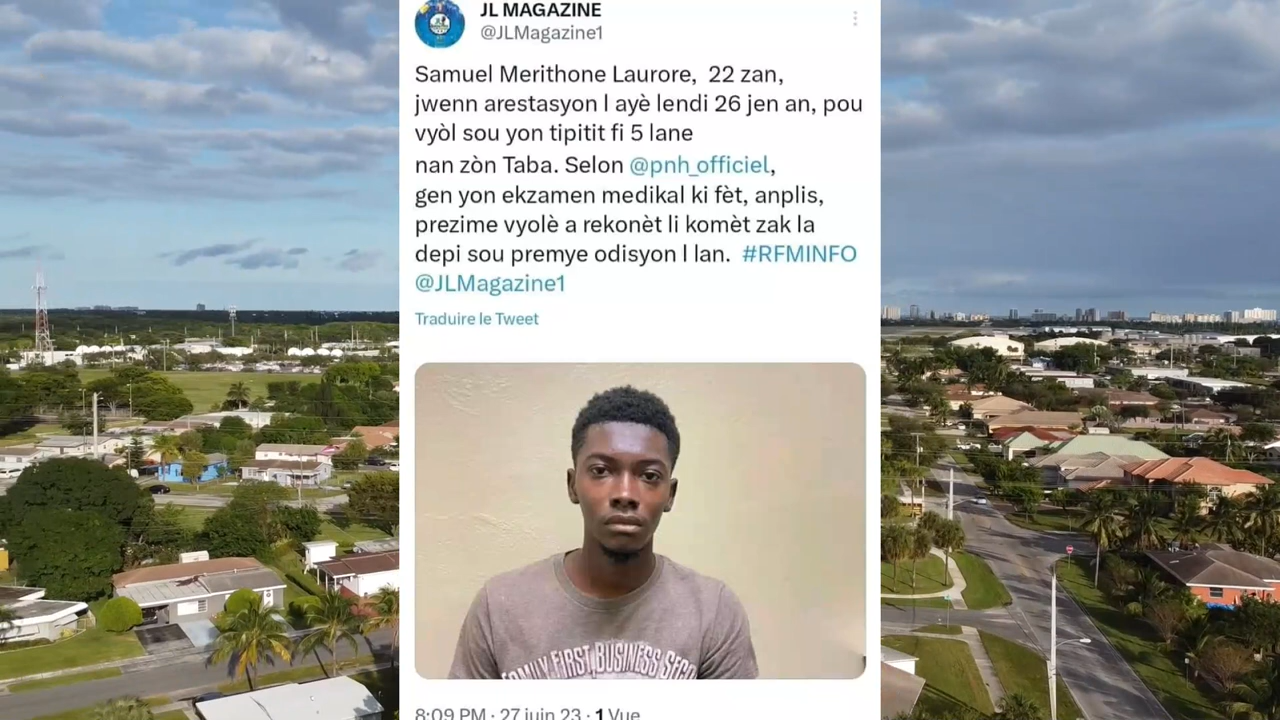 JL MAGAZINE
@JLMagazine1
Samuel Merithone Laurore, 22 zan,
jwenn arestasyon l ayè lendi 26 jen an, pou
vyòl sou yon tipitit fi 5 lane
nan zòn Taba. Selon @pnh_officiel,
gen yon ekzamen medikal ki fèt, anplis,
prezime vyolè a rekonèt li komèt zak la
depi sou premye odisyon l lan. #RFMINFO
@JLMagazine1
Traduire le Tweet
FAMILY FIRST, BUSINESS SECO
8:09 PM · 27 juin 23 · 1 Vue